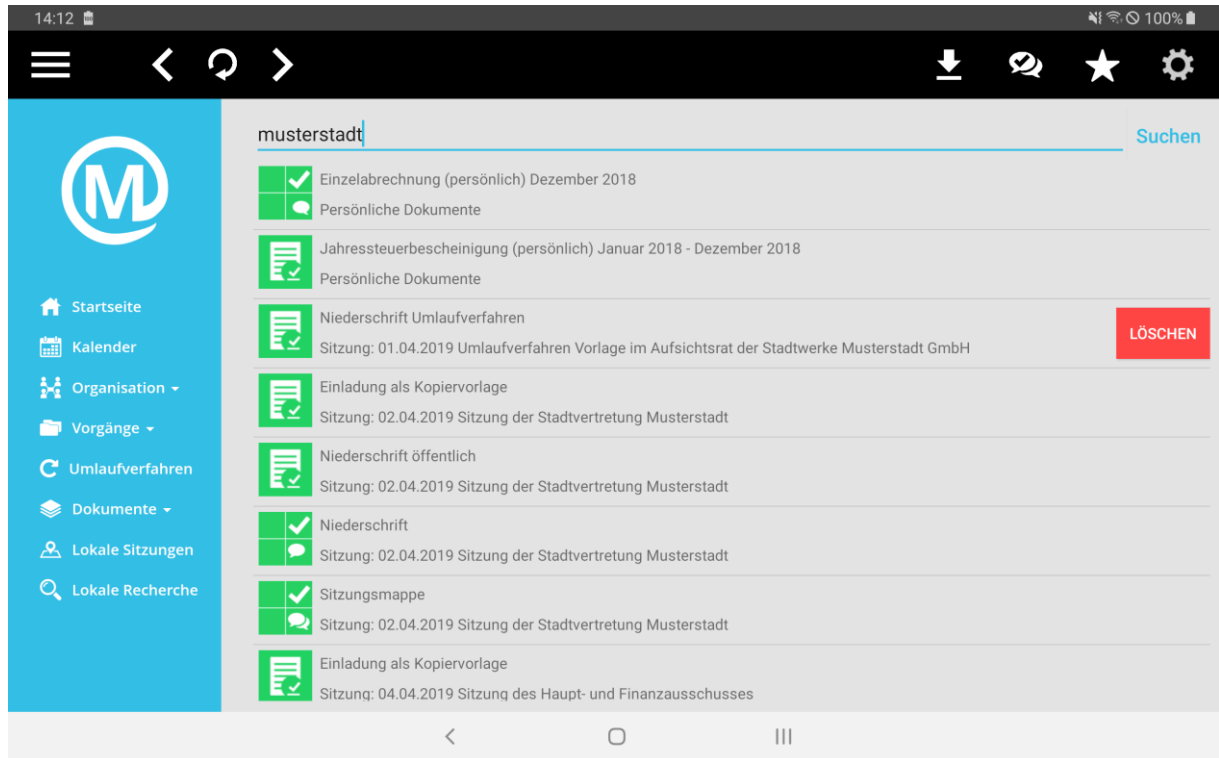 14:12
100%
musterstadt
Suchen
M
Einzelabrechnung (persönlich) Dezember 2018
Persönliche Dokumente
Jahressteuerbescheinigung (persönlich) Januar 2018 - Dezember 2018
Persönliche Dokumente
Niederschrift Umlaufverfahren
Sitzung: 01.04.2019 Umlaufverfahren Vorlage im Aufsichtsrat der Stadtwerke Musterstadt GmbH
LÖSCHEN
Einladung als Kopiervorlage
Sitzung: 02.04.2019 Sitzung der Stadtvertretung Musterstadt
Niederschrift öffentlich
Sitzung: 02.04.2019 Sitzung der Stadtvertretung Musterstadt
Niederschrift
Sitzung: 02.04.2019 Sitzung der Stadtvertretung Musterstadt
Sitzungsmappe
Sitzung: 02.04.2019 Sitzung der Stadtvertretung Musterstadt
Einladung als Kopiervorlage
Sitzung: 04.04.2019 Sitzung des Haupt- und Finanzausschusses
Startseite
Kalender
Organisation
Vorgänge
Umlaufverfahren
Dokumente
Lokale Sitzungen
Lokale Recherche